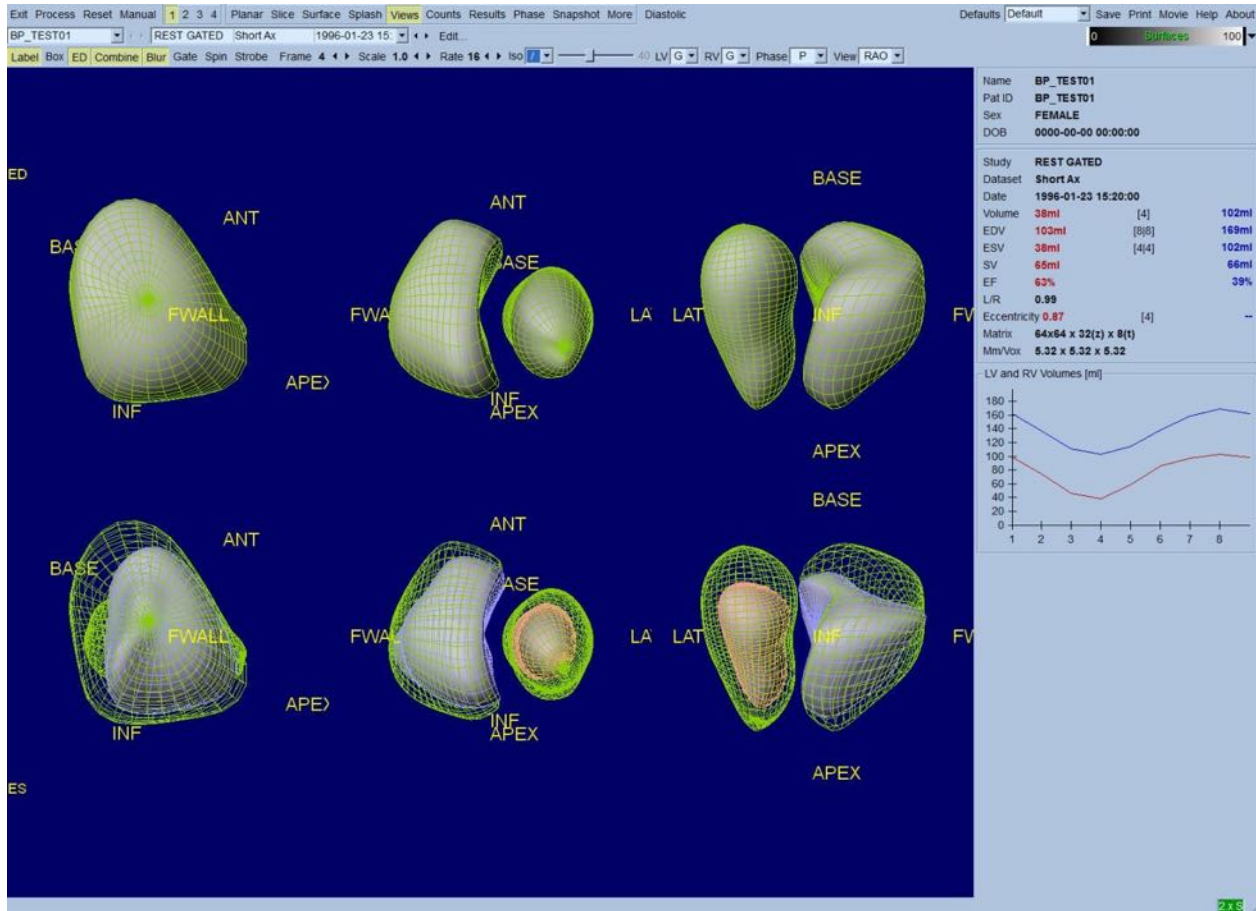 Exit Process Reset Manual 1 2 3 4 Planar Slice Surface Splash Views Counts Results Phase Snapshot More Diastolic Defaults Default Save Print Movie Help About
BP_TEST01 REST GATED Short Ax 1996-01-23 15: Edit... 0 Surfaces 100
Label Box ED Combine Blur Gate Spin Strobe Frame 4 Scale 1.0 Rate 16 Iso 40 LV G RV G Phase P View RAO
Name BP_TEST01
Pat ID BP_TEST01
Sex FEMALE
DOB 0000-00-00 00:00:00
Study REST GATED
Dataset Short Ax
Date 1996-01-23 15:20:00
Volume 38ml [4] 102ml
EDV 103ml [8|8] 169ml
ESV 38ml [4|4] 102ml
SV 65ml 66ml
EF 63% 39%
L/R 0.99
Eccentricity 0.87 [4] --
Matrix 64x64 x 32(z) x 8(t)
Mm/Vox 5.32 x 5.32 x 5.32
LV and RV Volumes [ml]
180
160
140
120
100
80
60
40
20
0
1 2 3 4 5 6 7 8
ED
ANT
BAS
FWALL
APEX
INF
ANT
BASE
FWA
LA
INF
APEX
BASE
LAT
INF
FW
APEX
ANT
BASE
FWALL
APEX
INF
ANT
BASE
FWAL
LA
INF
APEX
BASE
LAT
INF
FW
APEX
ES
2 x S